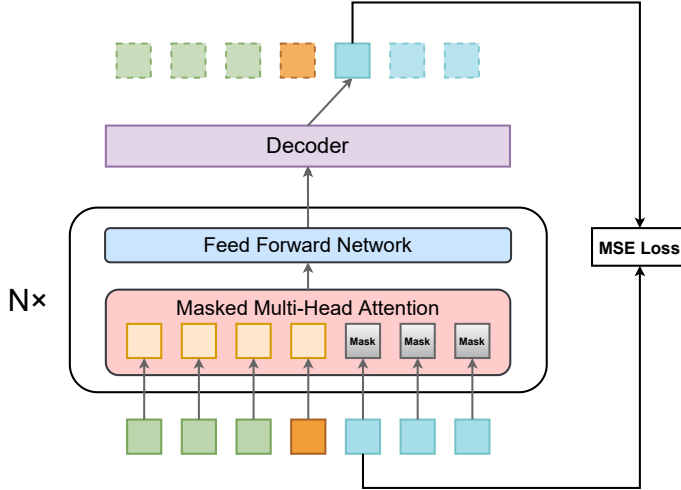 Decoder
Feed Forward Network
MSE Loss
N×
Masked Multi-Head Attention
Mask Mask Mask